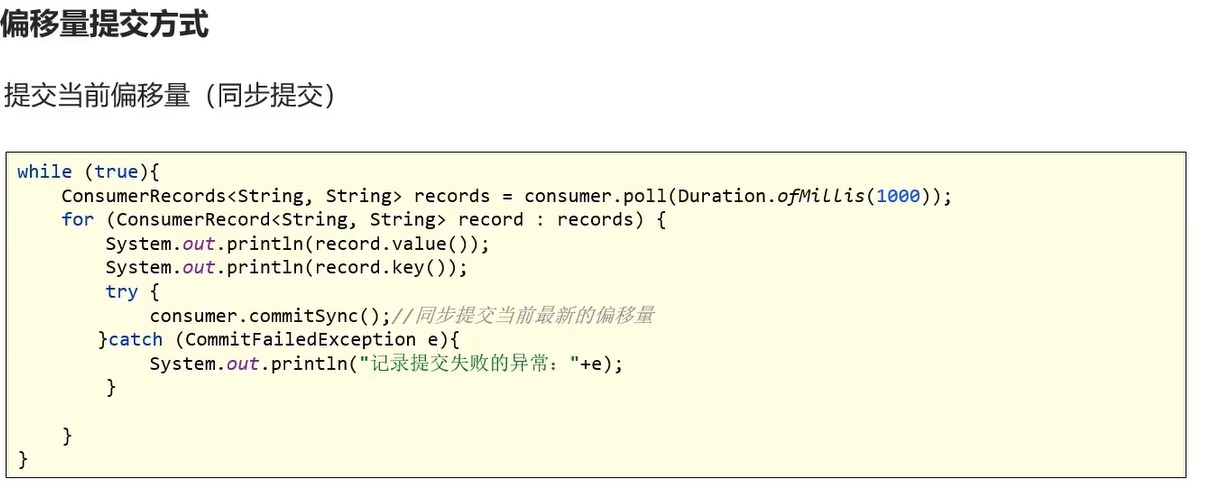 偏移量提交方式
提交当前偏移量（同步提交）
while (true){
    ConsumerRecords<String, String> records = consumer.poll(Duration.ofMillis(1000));
    for (ConsumerRecord<String, String> record : records) {
        System.out.println(record.value());
        System.out.println(record.key());
        try {
            consumer.commitSync();//同步提交当前最新的偏移量
        }catch (CommitFailedException e){
            System.out.println("记录提交失败的异常："+e);
        }
    }
}